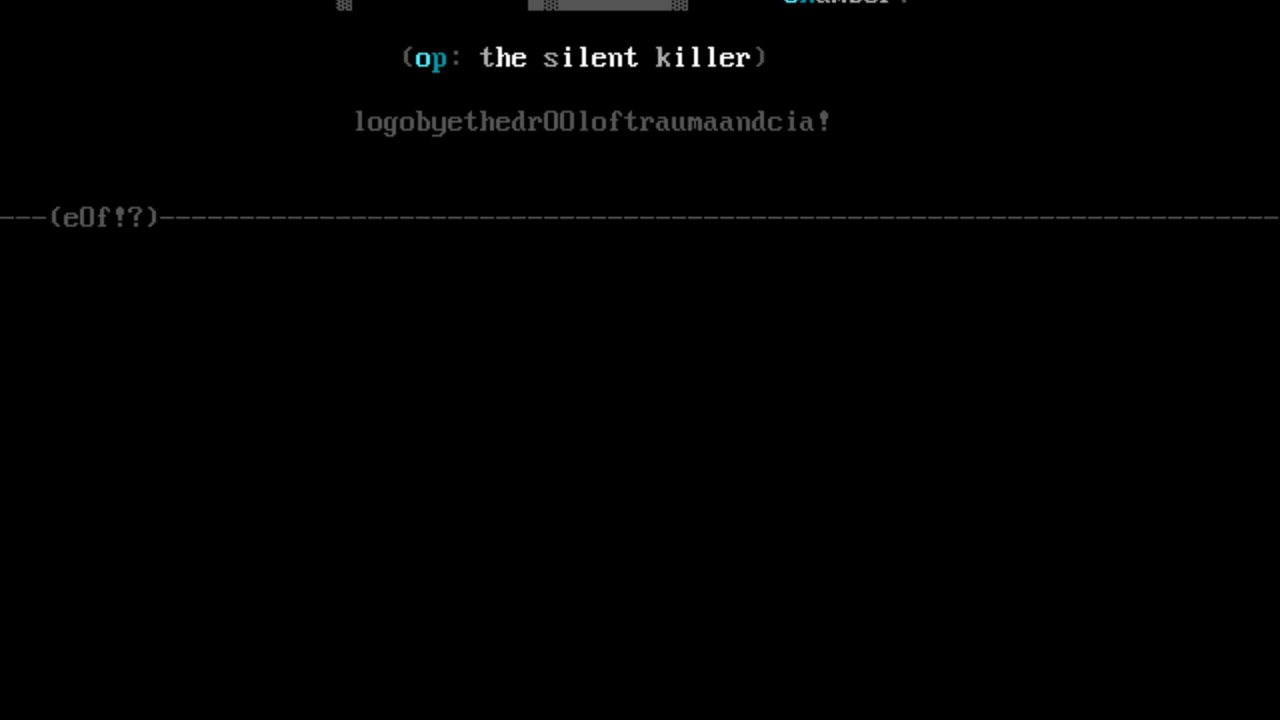 (op: the silent killer)
logobyethedr00loftraumaandcia!
---(e0f!?)----------------------------------------------------------------------